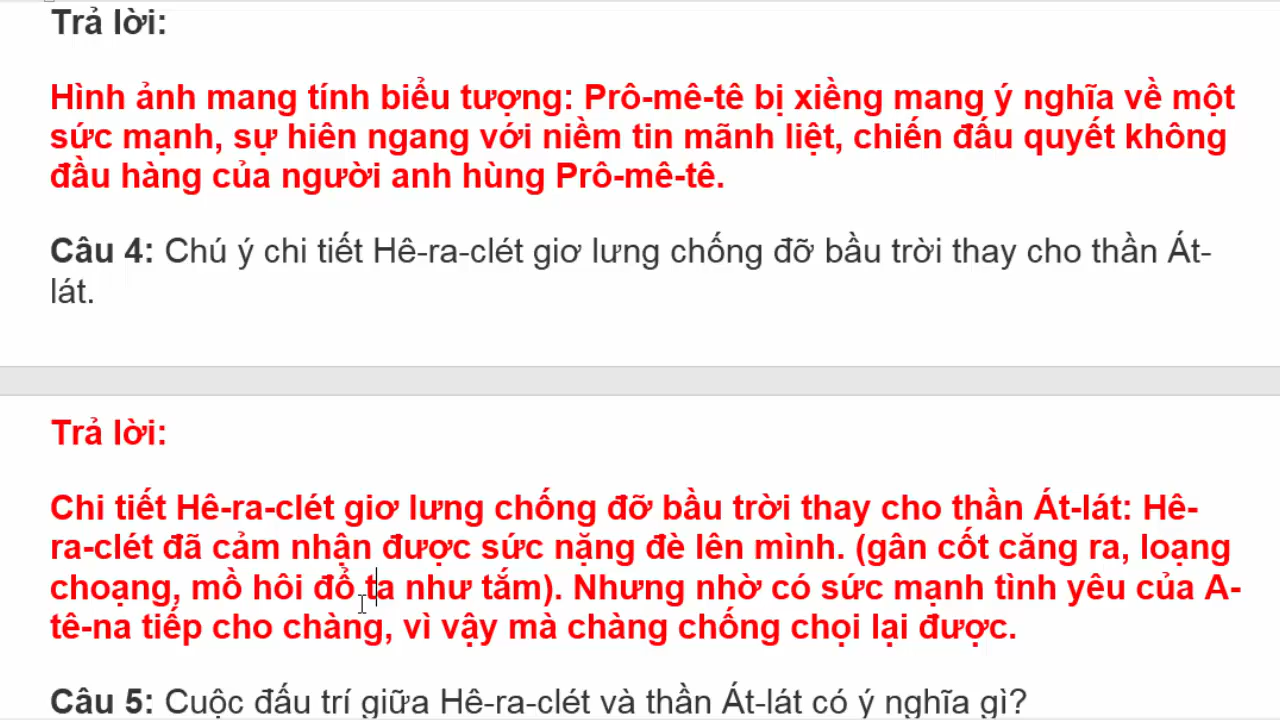 Trả lời:
Hình ảnh mang tính biểu tượng: Prô-mê-tê bị xiềng mang ý nghĩa về một
sức mạnh, sự hiên ngang với niềm tin mãnh liệt, chiến đấu quyết không
đầu hàng của người anh hùng Prô-mê-tê.
Câu 4: Chú ý chi tiết Hê-ra-clét giơ lưng chống đỡ bầu trời thay cho thần Át-
lát.
Trả lời:
Chi tiết Hê-ra-clét giơ lưng chống đỡ bầu trời thay cho thần Át-lát: Hê-
ra-clét đã cảm nhận được sức nặng đè lên mình. (gân cốt căng ra, loạng
choạng, mồ hôi đổ ta như tắm). Nhưng nhờ có sức mạnh tình yêu của A-
tê-na tiếp cho chàng, vì vậy mà chàng chống chọi lại được.
Câu 5: Cuộc đấu trí giữa Hê-ra-clét và thần Át-lát có ý nghĩa gì?